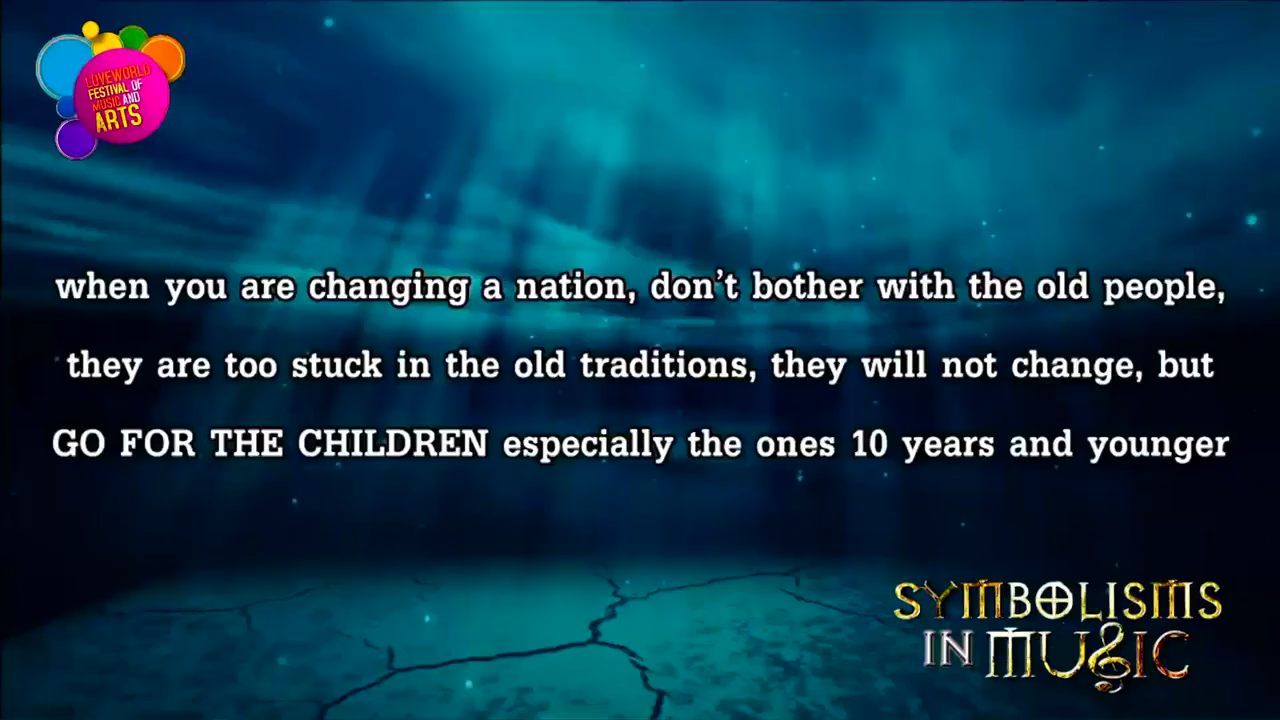 LOVEWORLD
FESTIVAL OF
MUSIC AND
ARTS
when you are changing a nation, don't bother with the old people,
they are too stuck in the old traditions, they will not change, but
GO FOR THE CHILDREN especially the ones 10 years and younger
SYMBOLISMS
IN MUSIC